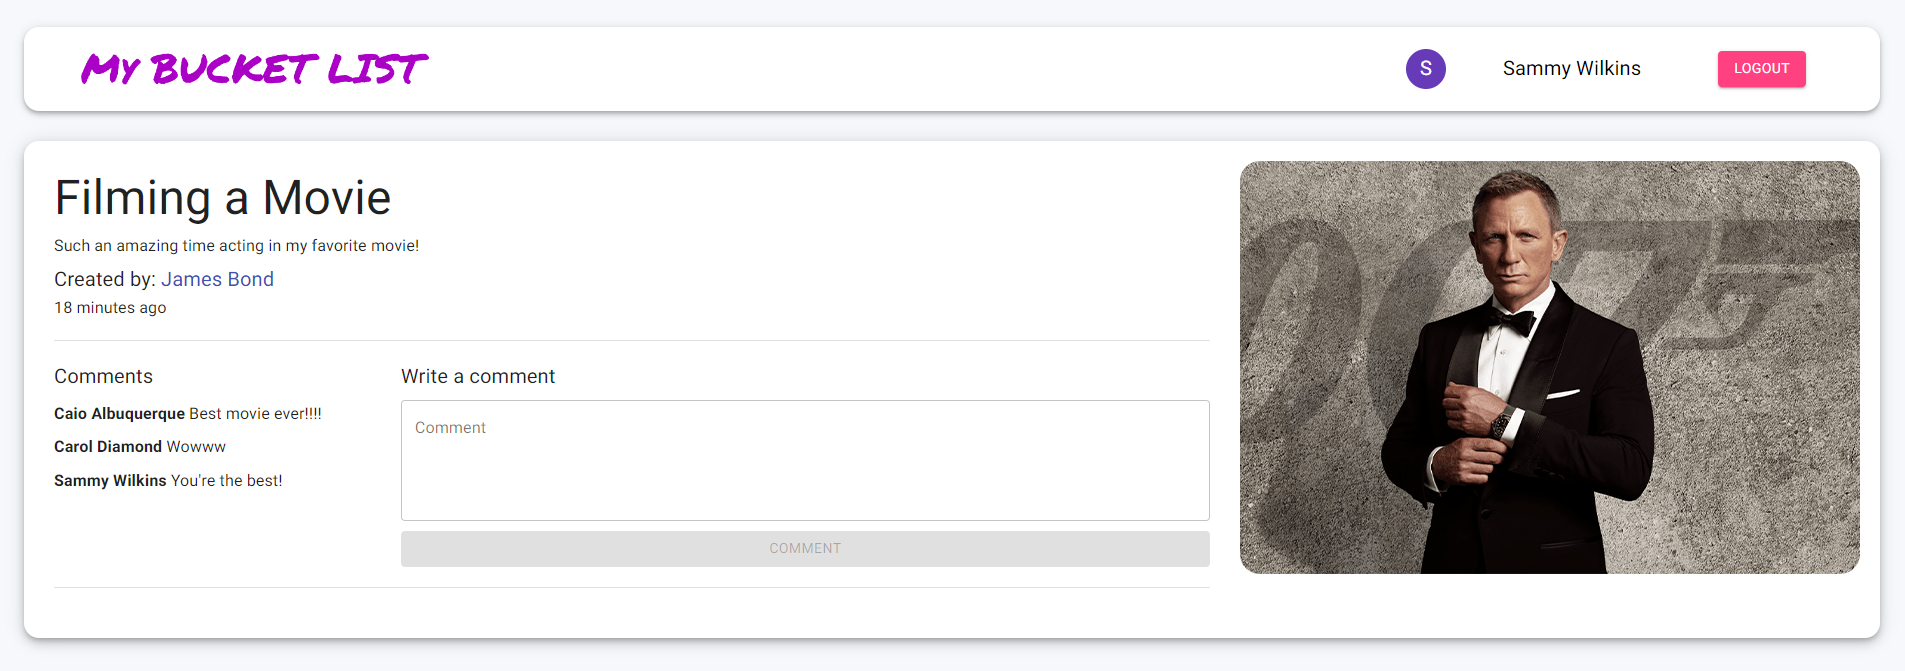 My BUCKET LIST
S
Sammy Wilkins
LOGOUT
Filming a Movie
Such an amazing time acting in my favorite movie!
Created by: James Bond
18 minutes ago
Comments
Caio Albuquerque Best movie ever!!!!
Carol Diamond Wowww
Sammy Wilkins You're the best!
Write a comment
Comment
COMMENT
007